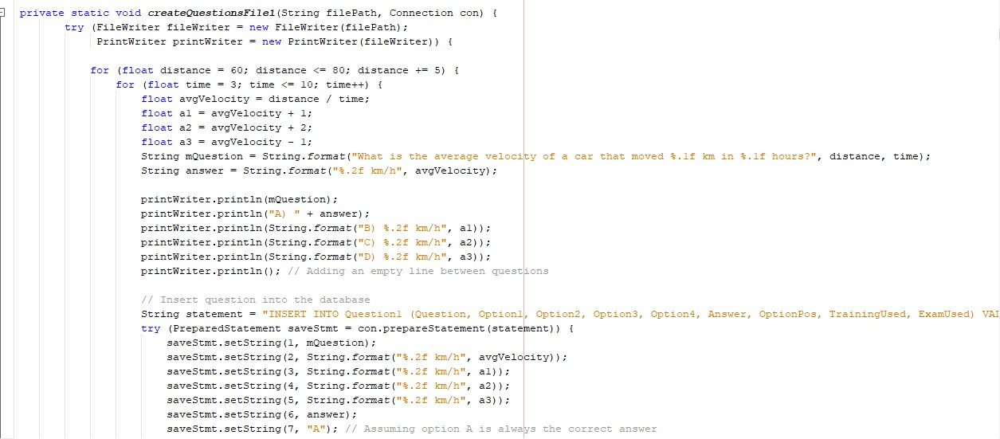 private static void createQuestionsFile1(String filePath, Connection con) {
try (FileWriter fileWriter = new FileWriter(filePath);
PrintWriter printWriter = new PrintWriter(fileWriter)) {
for (float distance = 60; distance <= 80; distance += 5) {
for (float time = 3; time <= 10; time++) {
float avgVelocity = distance / time;
float a1 = avgVelocity + 1;
float a2 = avgVelocity + 2;
float a3 = avgVelocity - 1;
String mQuestion = String.format("What is the average velocity of a car that moved %.1f km in %.1f hours?", distance, time);
String answer = String.format("%.2f km/h", avgVelocity);
printWriter.println(mQuestion);
printWriter.println("A) " + answer);
printWriter.println(String.format("B) %.2f km/h", a1));
printWriter.println(String.format("C) %.2f km/h", a2));
printWriter.println(String.format("D) %.2f km/h", a3));
printWriter.println(); // Adding an empty line between questions
// Insert question into the database
String statement = "INSERT INTO Question1 (Question, Option1, Option2, Option3, Option4, Answer, OptionPos, TrainingUsed, ExamUsed) VAL
try (PreparedStatement saveStmt = con.prepareStatement(statement)) {
saveStmt.setString(1, mQuestion);
saveStmt.setString(2, String.format("%.2f km/h", avgVelocity));
saveStmt.setString(3, String.format("%.2f km/h", a1));
saveStmt.setString(4, String.format("%.2f km/h", a2));
saveStmt.setString(5, String.format("%.2f km/h", a3));
saveStmt.setString(6, answer);
saveStmt.setString(7, "A"); // Assuming option A is always the correct answer